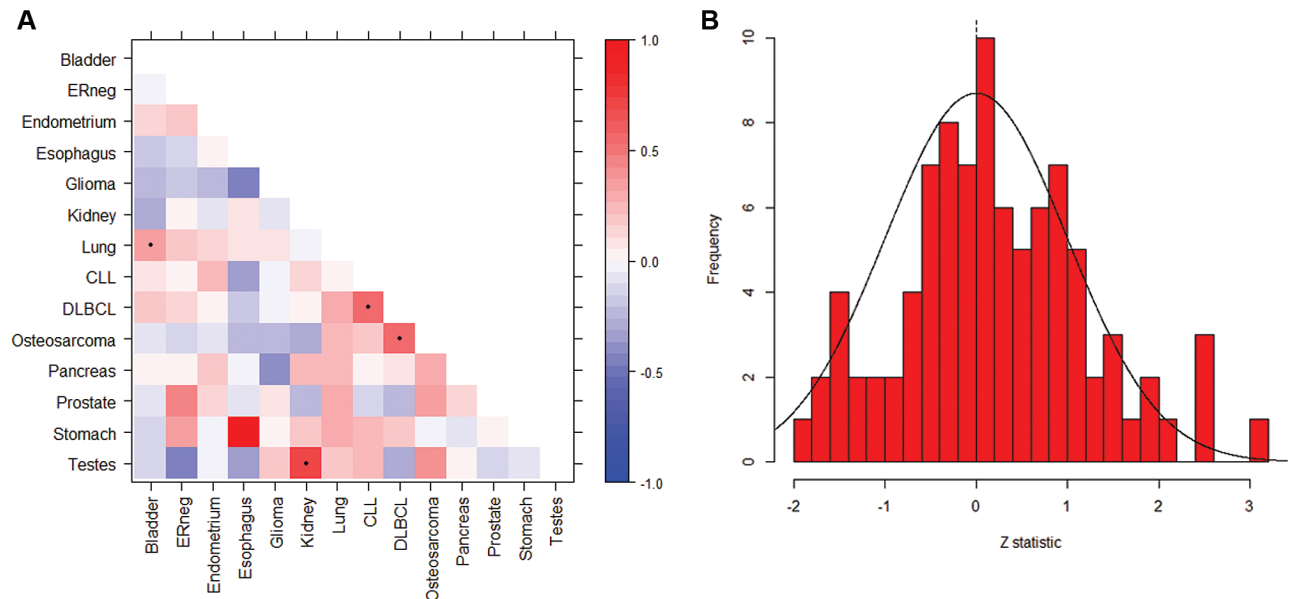 A
Bladder
ERneg
Endometrium
Esophagus
Glioma
Kidney
Lung
CLL
DLBCL
Osteosarcoma
Pancreas
Prostate
Stomach
Testes
Bladder
ERneg
Endometrium
Esophagus
Glioma
Kidney
Lung
CLL
DLBCL
Osteosarcoma
Pancreas
Prostate
Stomach
Testes
1.0
0.5
0.0
-0.5
-1.0
B
Frequency
10
8
6
4
2
0
-2 -1 0 1 2 3
Z statistic